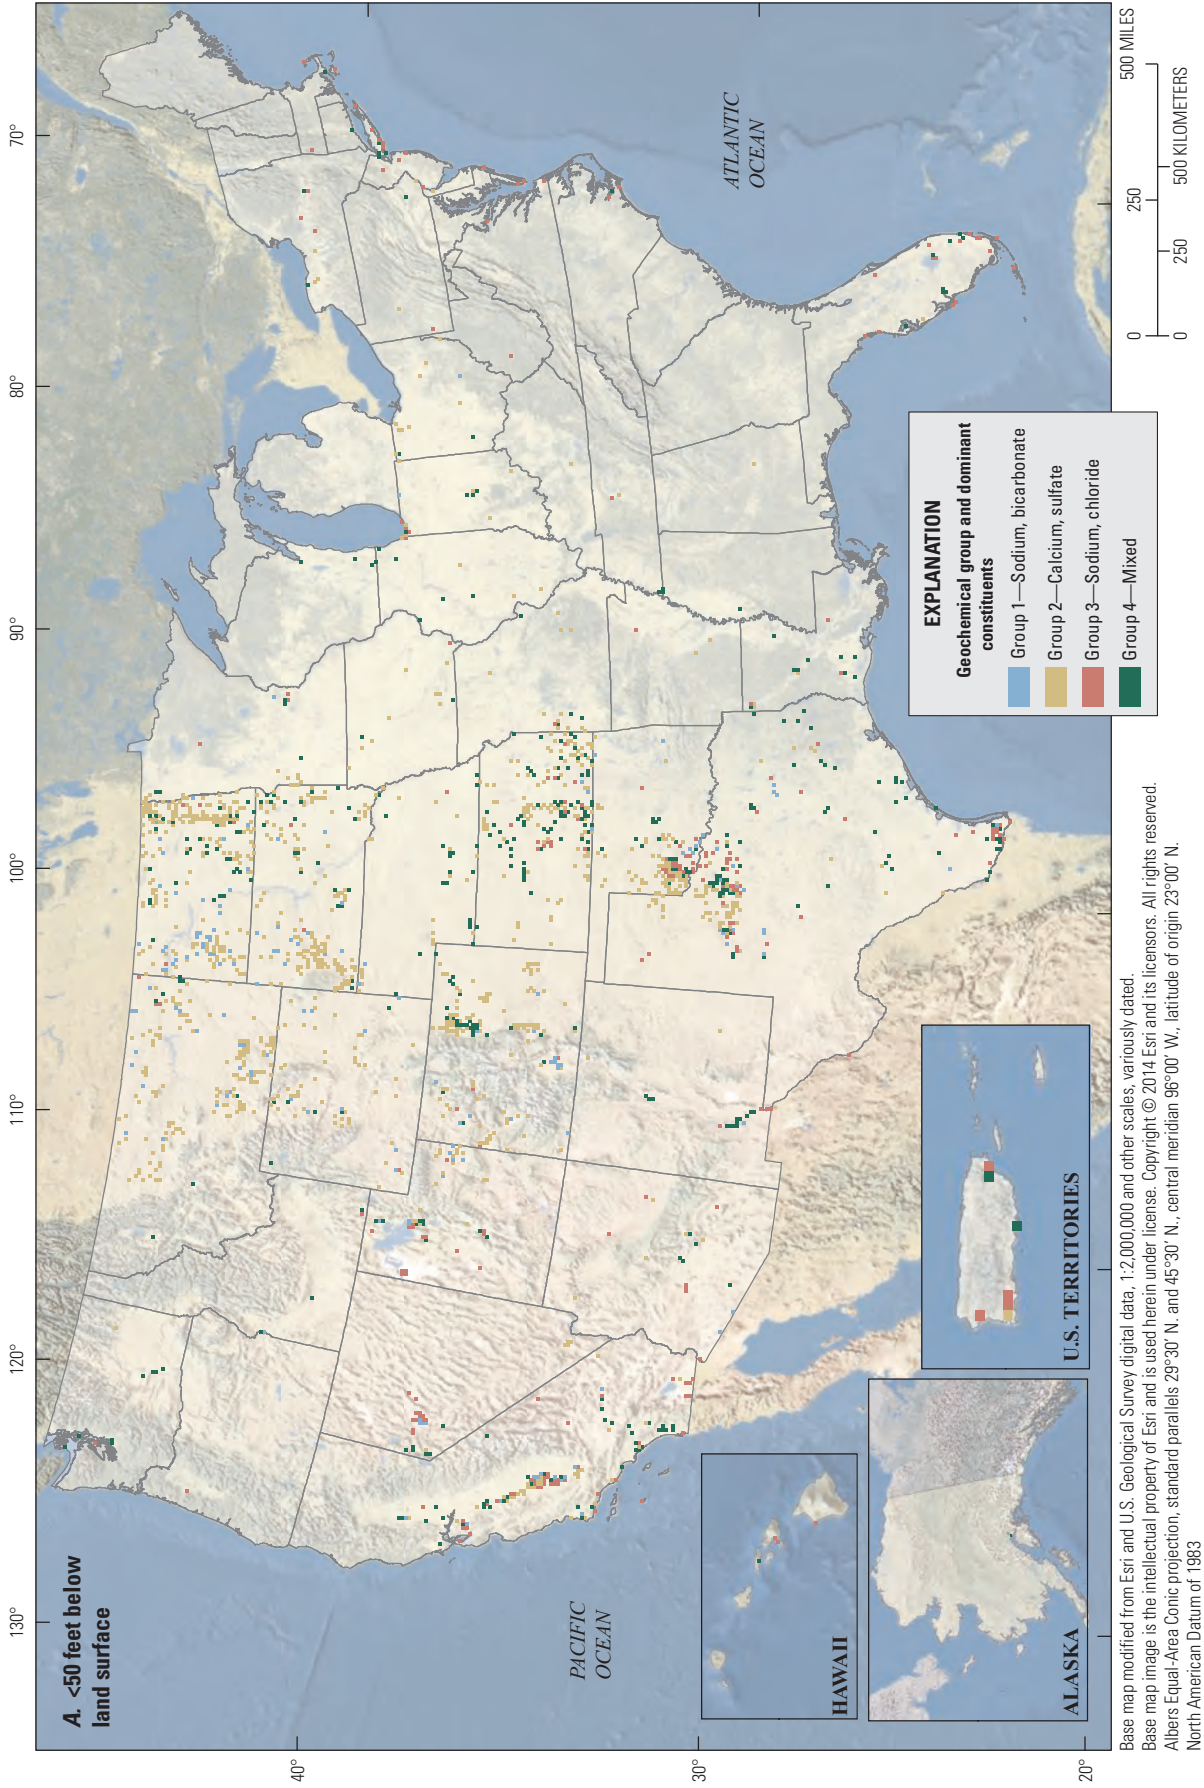 A. <50 feet below
land surface
130°
120°
110°
100°
90°
80°
70°
40°
30°
20°
PACIFIC
OCEAN
ATLANTIC
OCEAN
HAWAII
ALASKA
U.S. TERRITORIES
EXPLANATION
Geochemical group and dominant
constituents
Group 1—Sodium, bicarbonate
Group 2—Calcium, sulfate
Group 3—Sodium, chloride
Group 4—Mixed
0 250 500 MILES
0 250 500 KILOMETERS
Base map modified from Esri and U.S. Geological Survey digital data, 1:2,000,000 and other scales, variously dated.
Base map image is the intellectual property of Esri and is used herein under license. Copyright © 2014 Esri and its licensors. All rights reserved.
Albers Equal-Area Conic projection, standard parallels 29°30′ N. and 45°30′ N., central meridian 96°00′ W., latitude of origin 23°00′ N.
North American Datum of 1983